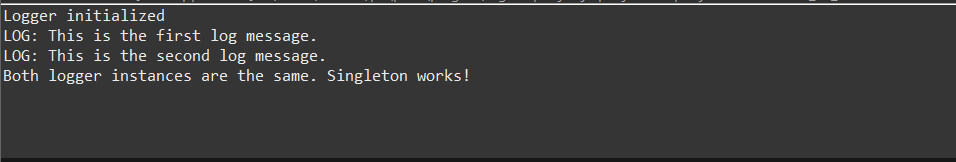 Logger initialized
LOG: This is the first log message.
LOG: This is the second log message.
Both logger instances are the same. Singleton works!